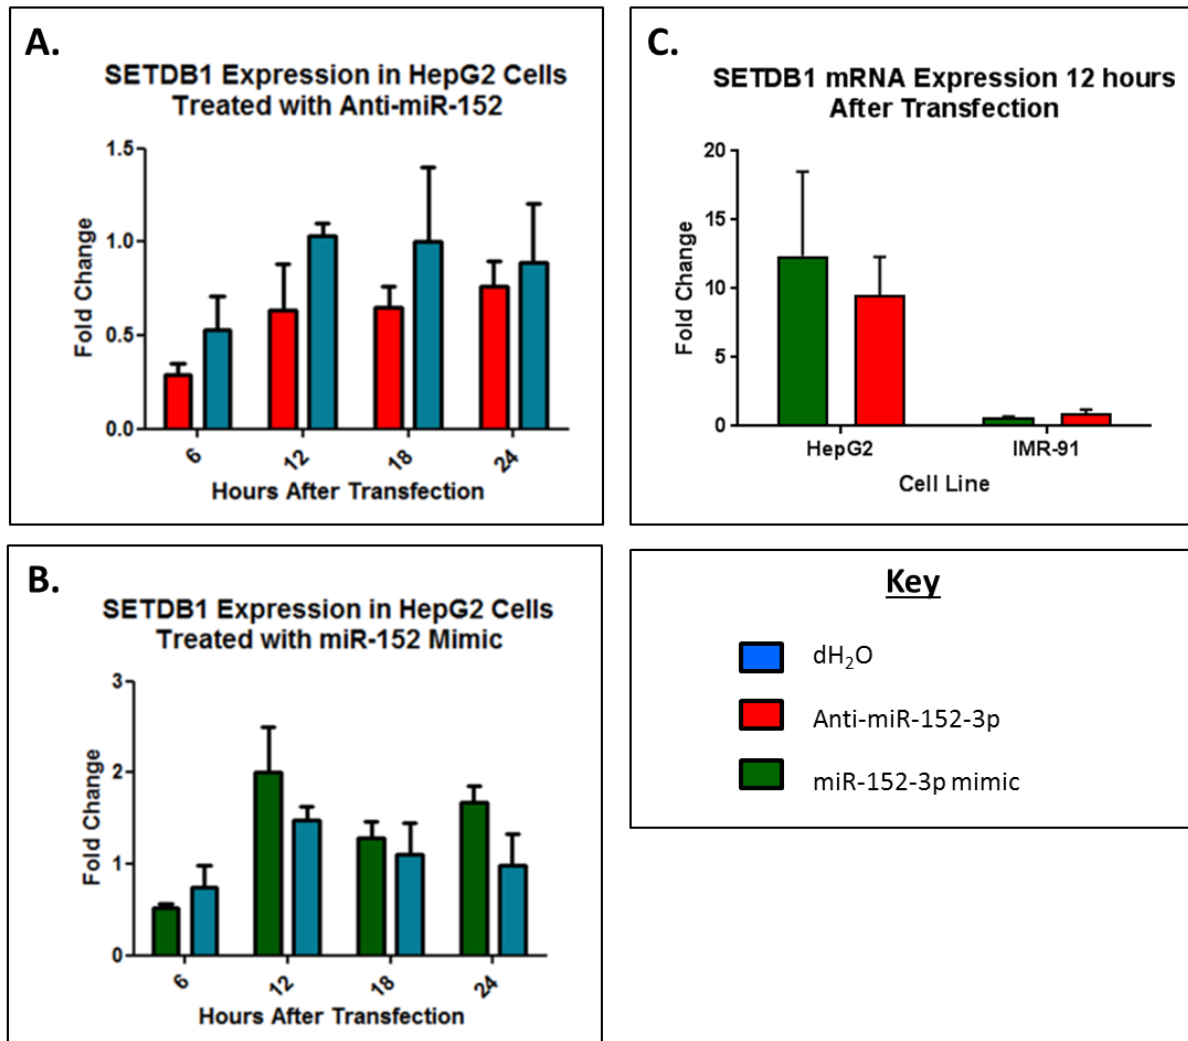 A.
SETDB1 Expression in HepG2 Cells
Treated with Anti-miR-152
Fold Change
1.5
1.0
0.5
0.0
6
12
18
24
Hours After Transfection
C.
SETDB1 mRNA Expression 12 hours
After Transfection
Fold Change
20
15
10
5
0
HepG2
IMR-91
Cell Line
B.
SETDB1 Expression in HepG2 Cells
Treated with miR-152 Mimic
Fold Change
3
2
1
0
6
12
18
24
Hours After Transfection
Key
dH₂O
Anti-miR-152-3p
miR-152-3p mimic